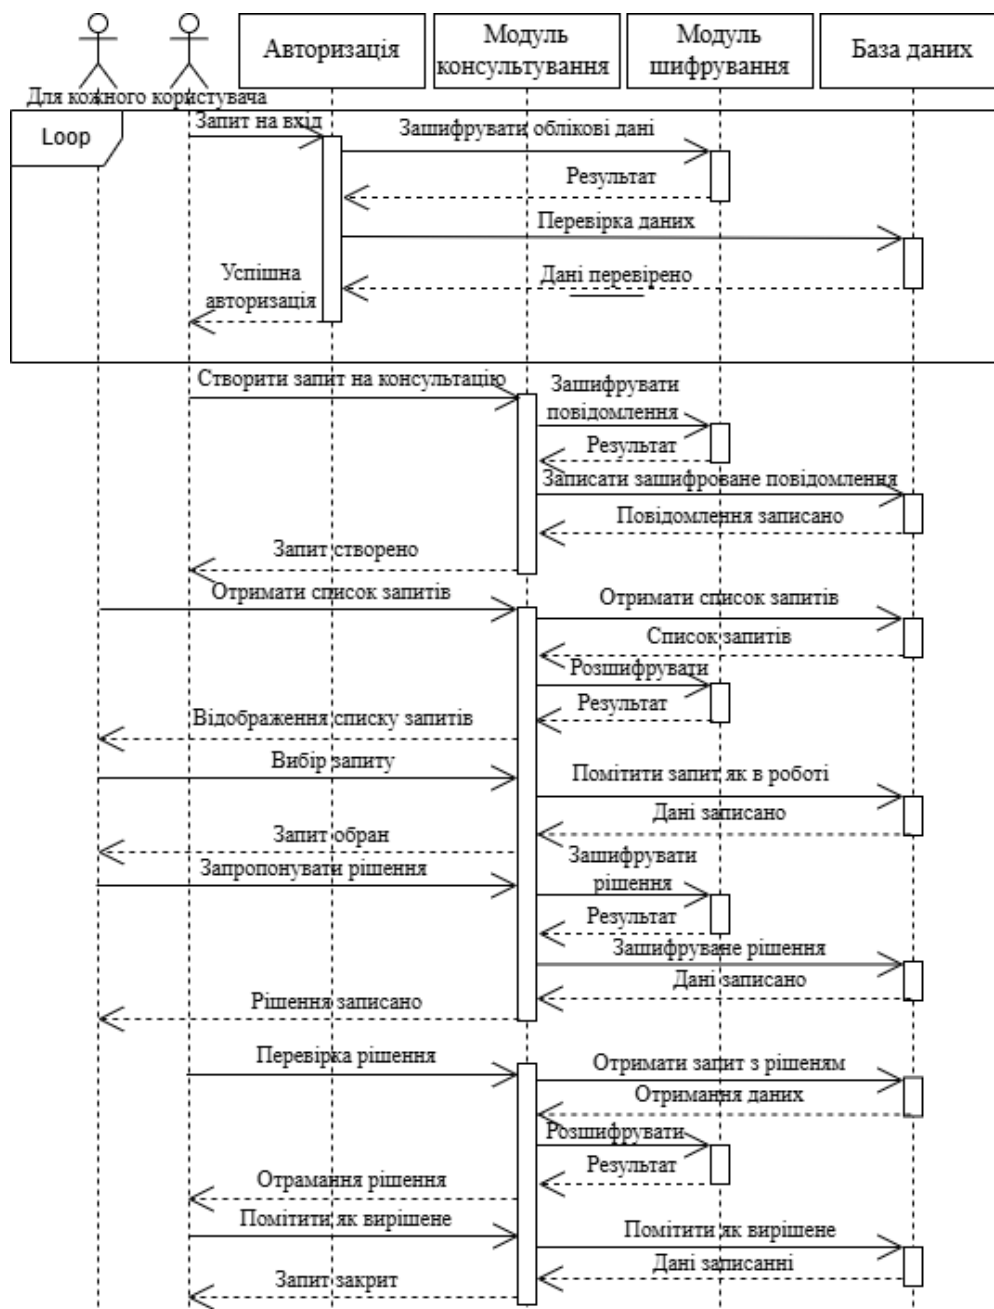 Авторизація
Модуль
консультування
Модуль
шифрування
База даних
Для кожного користувача
Loop
Запит на вхід
Зашифрувати облікові дані
Результат
Перевірка даних
Успішна
авторизація
Дані перевірено
Створити запит на консультацію
Зашифрувати
повідомлення
Результат
Записати зашифроване повідомлення
Повідомлення записано
Запит створено
Отримати список запитів
Отримати список запитів
Список запитів
Розшифрувати
Результат
Відображення списку запитів
Вибір запиту
Помітити запит як в роботі
Дані записано
Запит обран
Запропонувати рішення
Зашифрувати
рішення
Результат
Зашифруване рішення
Дані записано
Рішення записано
Перевірка рішення
Отримати запит з рішеням
Отримання даних
Розшифрувати
Результат
Отрамання рішення
Помітити як вирішене
Помітити як вирішене
Дані записанні
Запит закрит